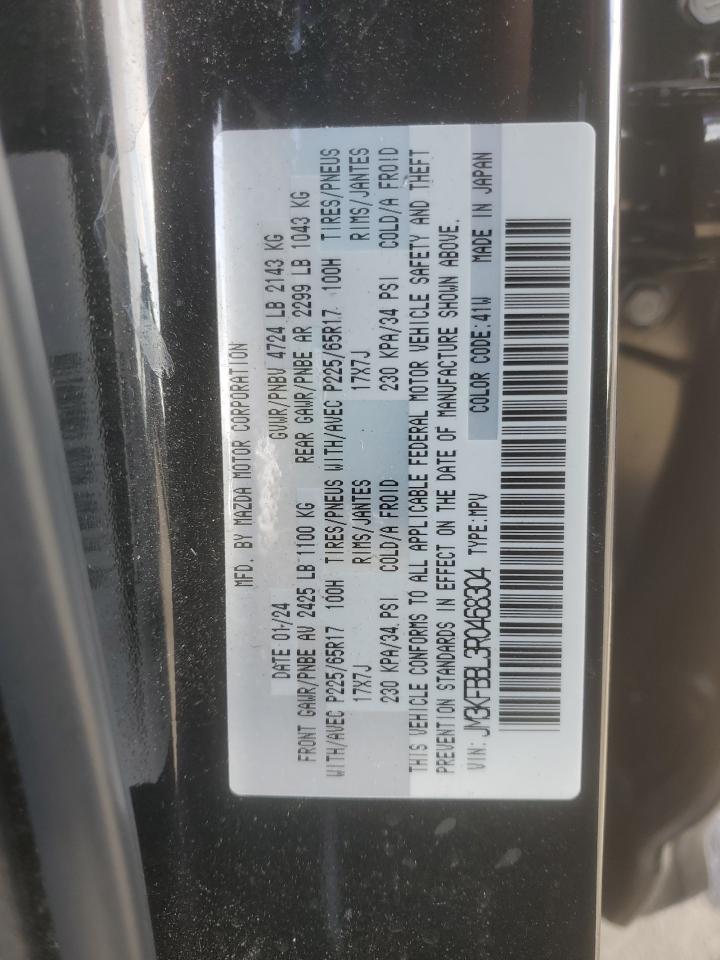 MFD. BY MAZDA MOTOR CORPORATION
DATE 01/24 GVWR/PNBV 4724 LB 2143 KG
FRONT GAWR/PNBE AV 2425 LB 1100 KG REAR GAWR/PNBE AR 2299 LB 1043 KG
WITH/AVEC P225/65R17 100H TIRES/PNEUS WITH/AVEC P225/65R17 100H TIRES/PNEUS
17X7J RIMS/JANTES 17X7J RIMS/JANTES
230 KPA/34 PSI COLD/A FROID 230 KPA/34 PSI COLD/A FROID
THIS VEHICLE CONFORMS TO ALL APPLICABLE FEDERAL MOTOR VEHICLE SAFETY AND THEFT
PREVENTION STANDARDS IN EFFECT ON THE DATE OF MANUFACTURE SHOWN ABOVE.
VIN: JM3KFBBL3R0468304 TYPE:MPV COLOR CODE:41W MADE IN JAPAN